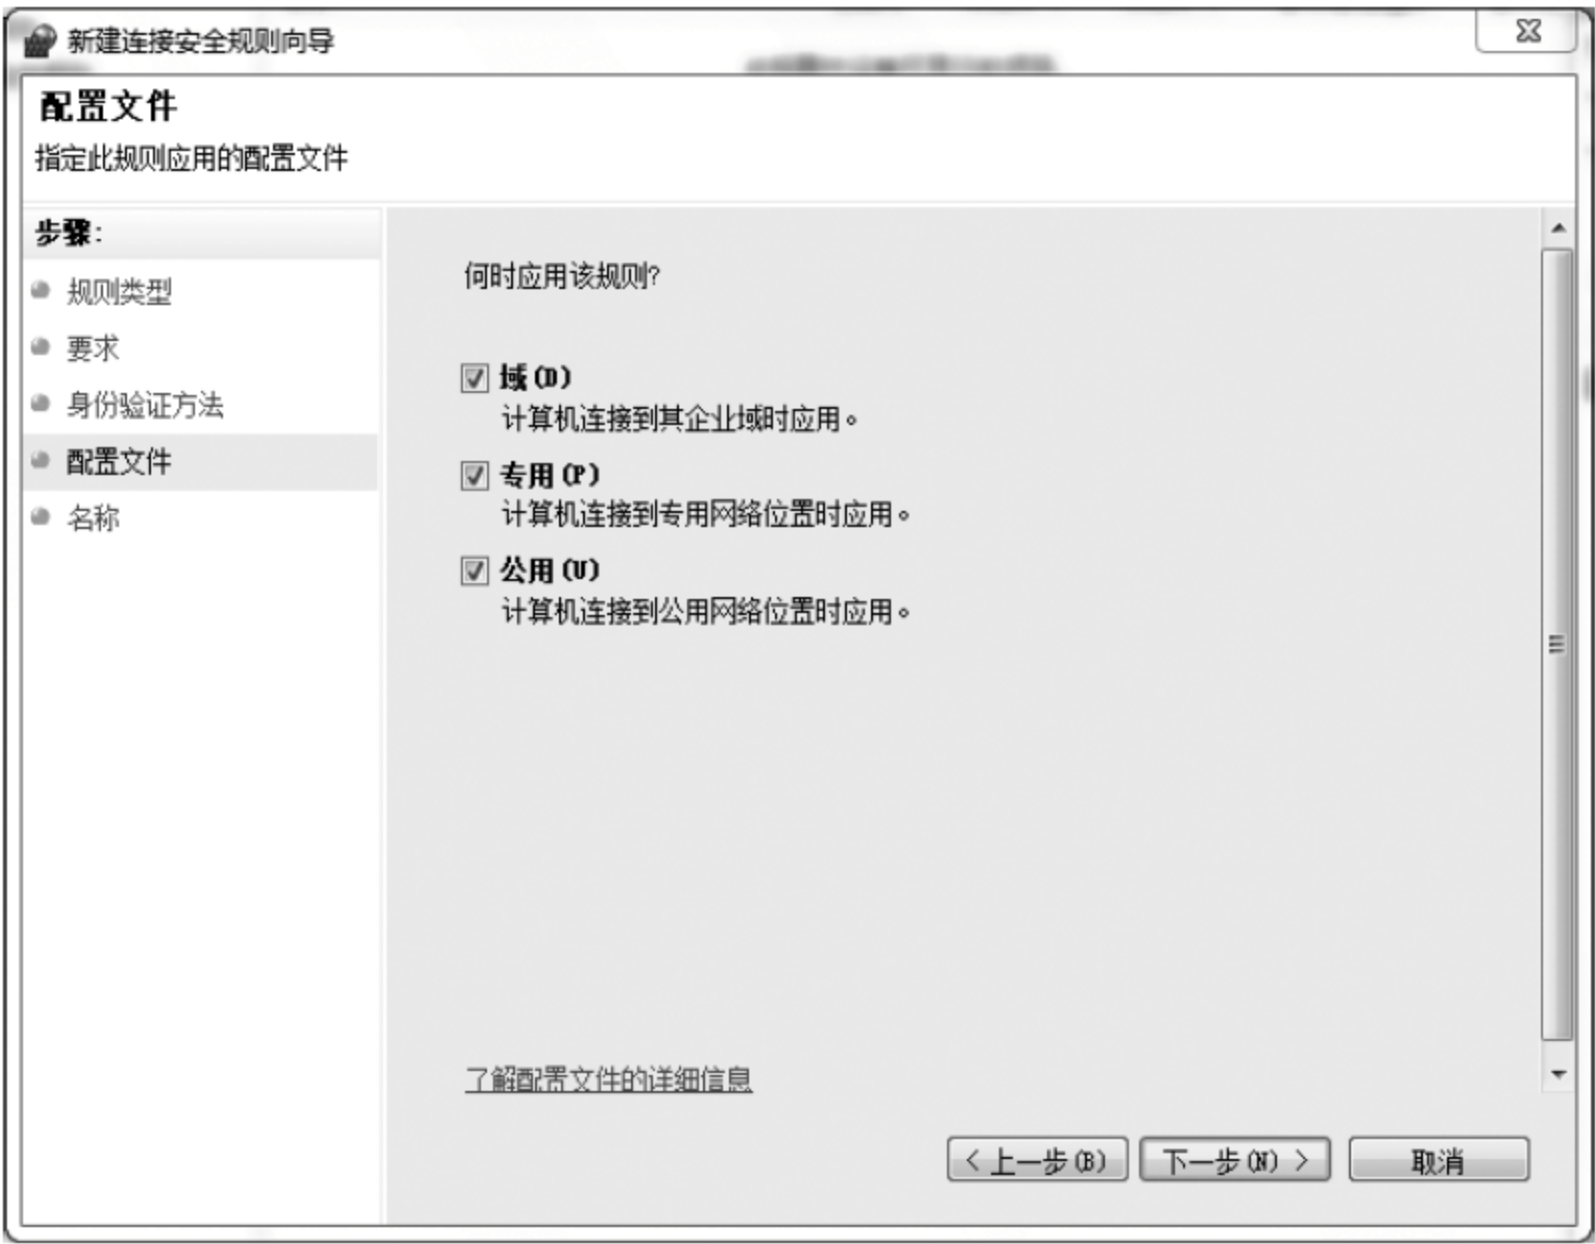 新建连接安全规则向导
配置文件
指定此规则应用的配置文件
步骤:
规则类型
要求
身份验证方法
配置文件
名称
何时应用该规则?
域(D)
计算机连接到其企业域时应用。
专用(P)
计算机连接到专用网络位置时应用。
公用(U)
计算机连接到公用网络位置时应用。
了解配置文件的详细信息
< 上一步(B)
下一步(N) >
取消